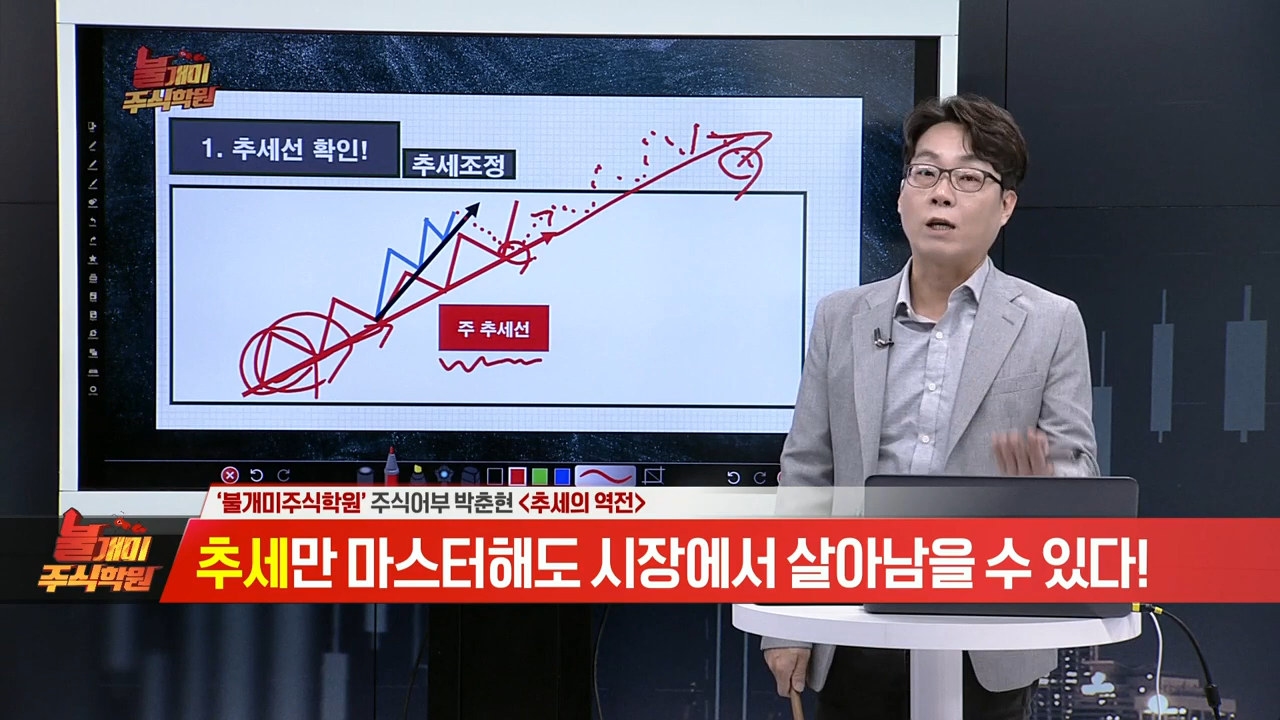 불개미
주식학원
1. 추세선 확인!
추세조정
주 추세선
‘불개미주식학원’ 주식어부 박춘현 <추세의 역전>
불개미
주식학원
추세만 마스터해도 시장에서 살아남을 수 있다!